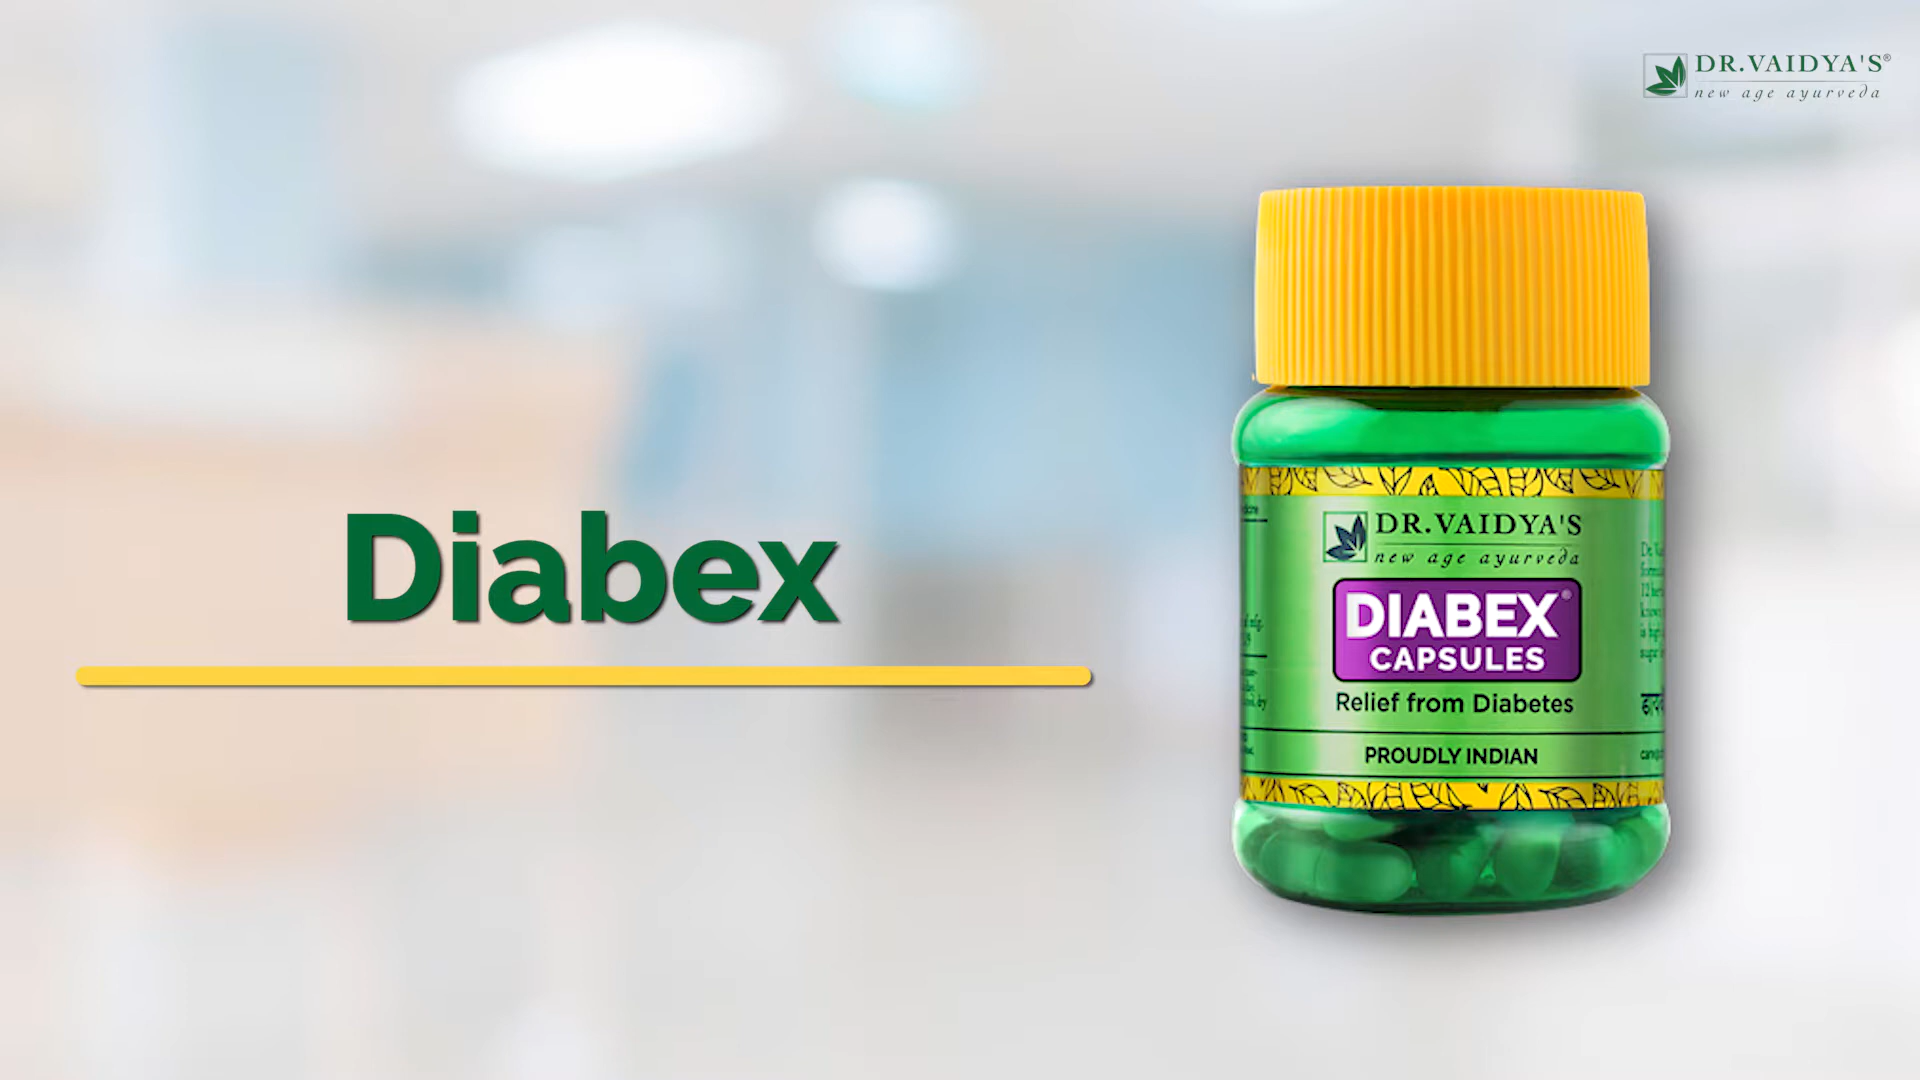 DR.VAIDYA'S®
new age ayurveda
Diabex
DR.VAIDYA'S
new age ayurveda
DIABEX®
CAPSULES
Relief from Diabetes
PROUDLY INDIAN